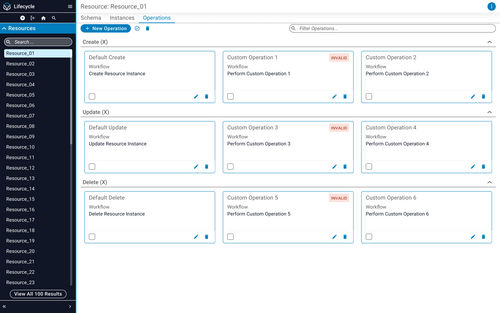 Lifecycle
Resources
Search ...
Resource_01
Resource_02
Resource_03
Resource_04
Resource_05
Resource_06
Resource_07
Resource_08
Resource_09
Resource_10
Resource_11
Resource_12
Resource_13
Resource_14
Resource_15
Resource_16
Resource_17
Resource_18
Resource_19
Resource_20
Resource_21
Resource_22
Resource_23
View All 100 Results
Resource: Resource_01
Schema Instances Operations
+ New Operation
Filter Operations...
Create (X)
Default Create
Workflow
Create Resource Instance
Custom Operation 1
INVALID
Workflow
Perform Custom Operation 1
Custom Operation 2
Workflow
Perform Custom Operation 2
Update (X)
Default Update
Workflow
Update Resource Instance
Custom Operation 3
INVALID
Workflow
Perform Custom Operation 3
Custom Operation 4
Workflow
Perform Custom Operation 4
Delete (X)
Default Delete
Workflow
Delete Resource Instance
Custom Operation 5
INVALID
Workflow
Perform Custom Operation 5
Custom Operation 6
Workflow
Perform Custom Operation 6